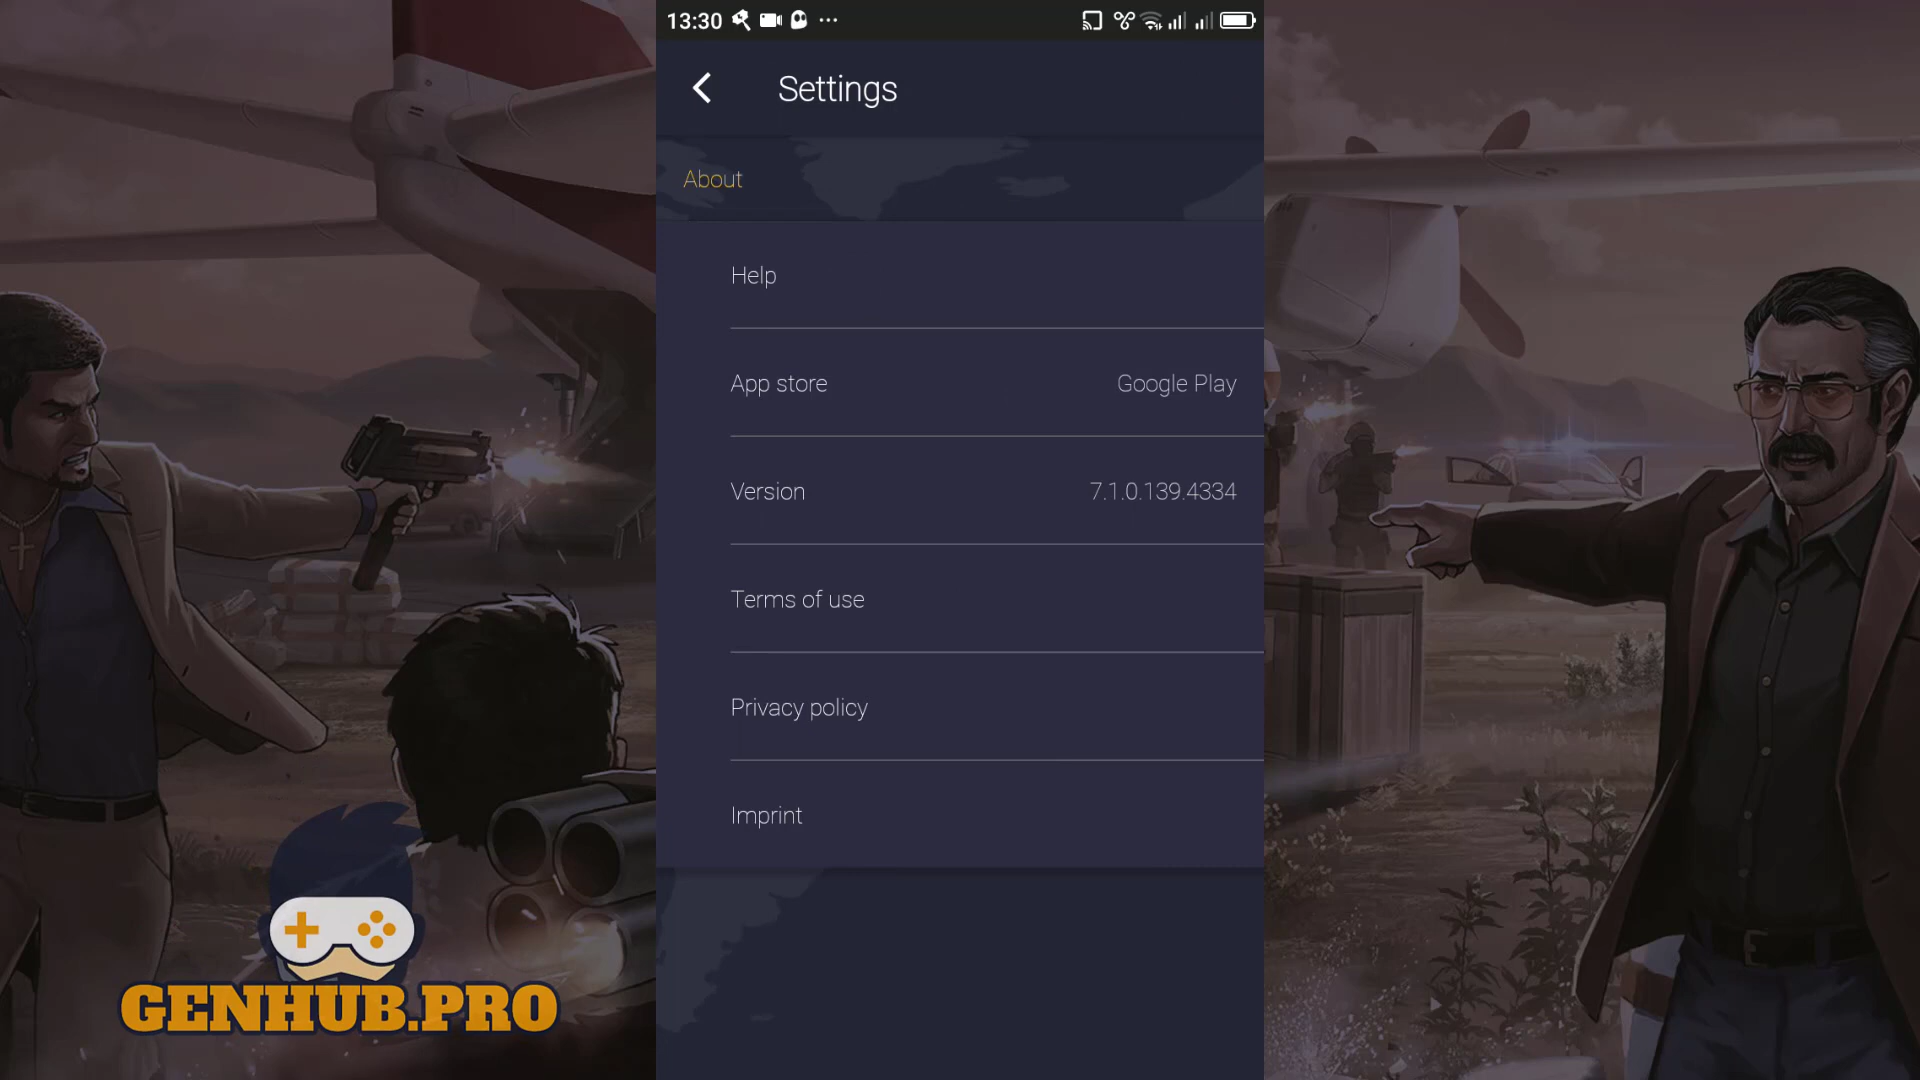 13:30
Settings
About
Help
App store Google Play
Version 7.1.0.139.4334
Terms of use
Privacy policy
Imprint
GENHUB.PRO